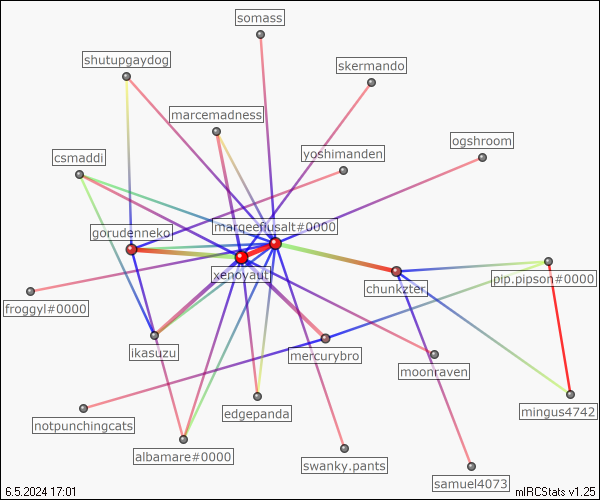 somass
shutupgaydog
skermando
marcemadness
ogshroom
yoshimanden
csmaddi
marqeeflusalt#0000
gorudenneko
xenoyaut
pip.pipson#0000
chunkzter
froggyl#0000
ikasuzu
mercurybro
moonraven
notpunchingcats
edgepanda
mingus4742
albamare#0000
swanky.pants
samuel4073
6.5.2024 17:01
mIRCStats v1.25